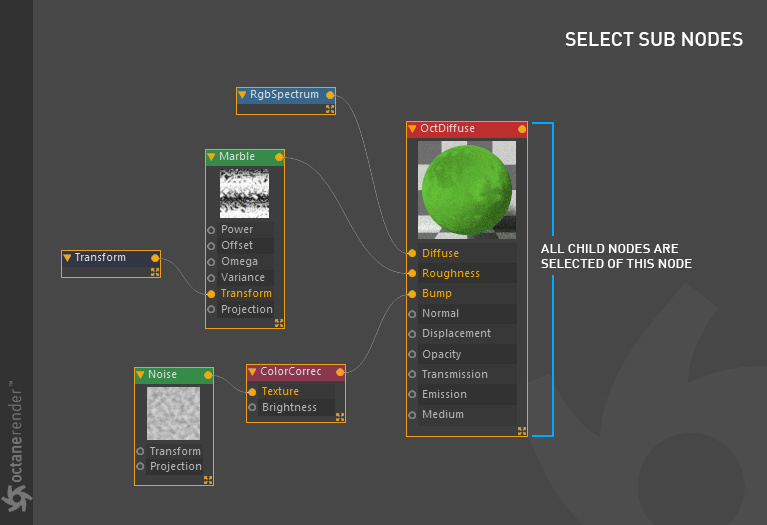 SELECT SUB NODES
RgbSpectrum
OctDiffuse
Marble
Power
Offset
Omega
Variance
Transform
Projection
Transform
Diffuse
Roughness
Bump
Normal
Displacement
Opacity
Transmission
Emission
Medium
ALL CHILD NODES ARE
SELECTED OF THIS NODE
Noise
Transform
Projection
ColorCorrec
Texture
Brightness
octanerender™